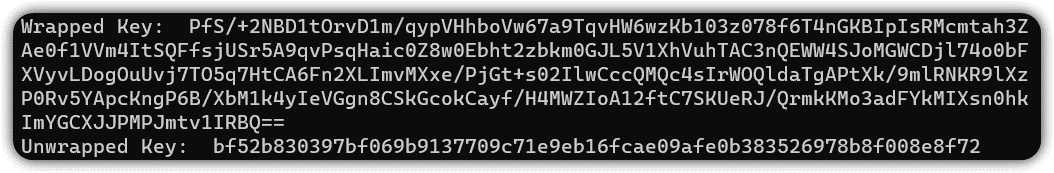 Wrapped Key:  PfS/+2NBD1tOrvD1m/qypVHhboVw67a9TqvHW6wzKb103z078f6T4nGKBIpIsRMcmtah3Z
Ae0f1VVm4ItSQFfsjUSr5A9qvPsqHaic0Z8w0Ebht2zbkm0GJL5V1XhVuhTAC3nQEWW4SJoMGWCDjl74o0bF
XVyvLDogOuUvj7TO5q7HtCA6Fn2XLImvMXxe/PjGt+s02IlwCccQMQc4sIrWOQldaTgAPtXk/9mlRNKR9lXz
P0Rv5YApcKngP6B/XbM1k4yIeVGgn8CSkGcokCayf/H4MWZIoA12ftC7SKUeRJ/QrmkKMo3adFYkMIXsn0hk
ImYGCXJJPMPJmtv1IRBQ==
Unwrapped Key:  bf52b830397bf069b9137709c71e9eb16fcae09afe0b383526978b8f008e8f72